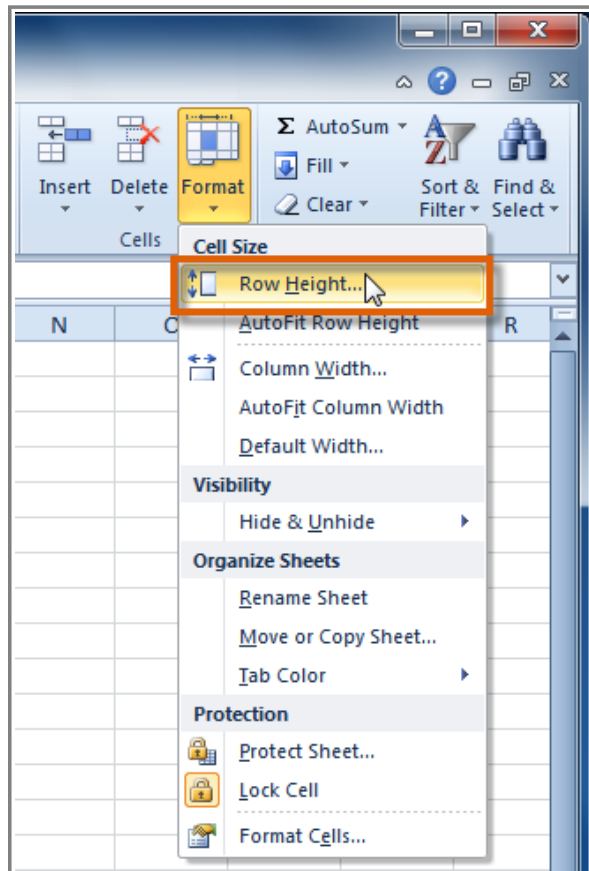 Σ AutoSum
Fill
Clear
Insert Delete Format
Sort & Filter
Find & Select
Cells
Cell Size
Row Height...
AutoFit Row Height
N R
Column Width...
AutoFit Column Width
Default Width...
Visibility
Hide & Unhide
Organize Sheets
Rename Sheet
Move or Copy Sheet...
Tab Color
Protection
Protect Sheet...
Lock Cell
Format Cells...